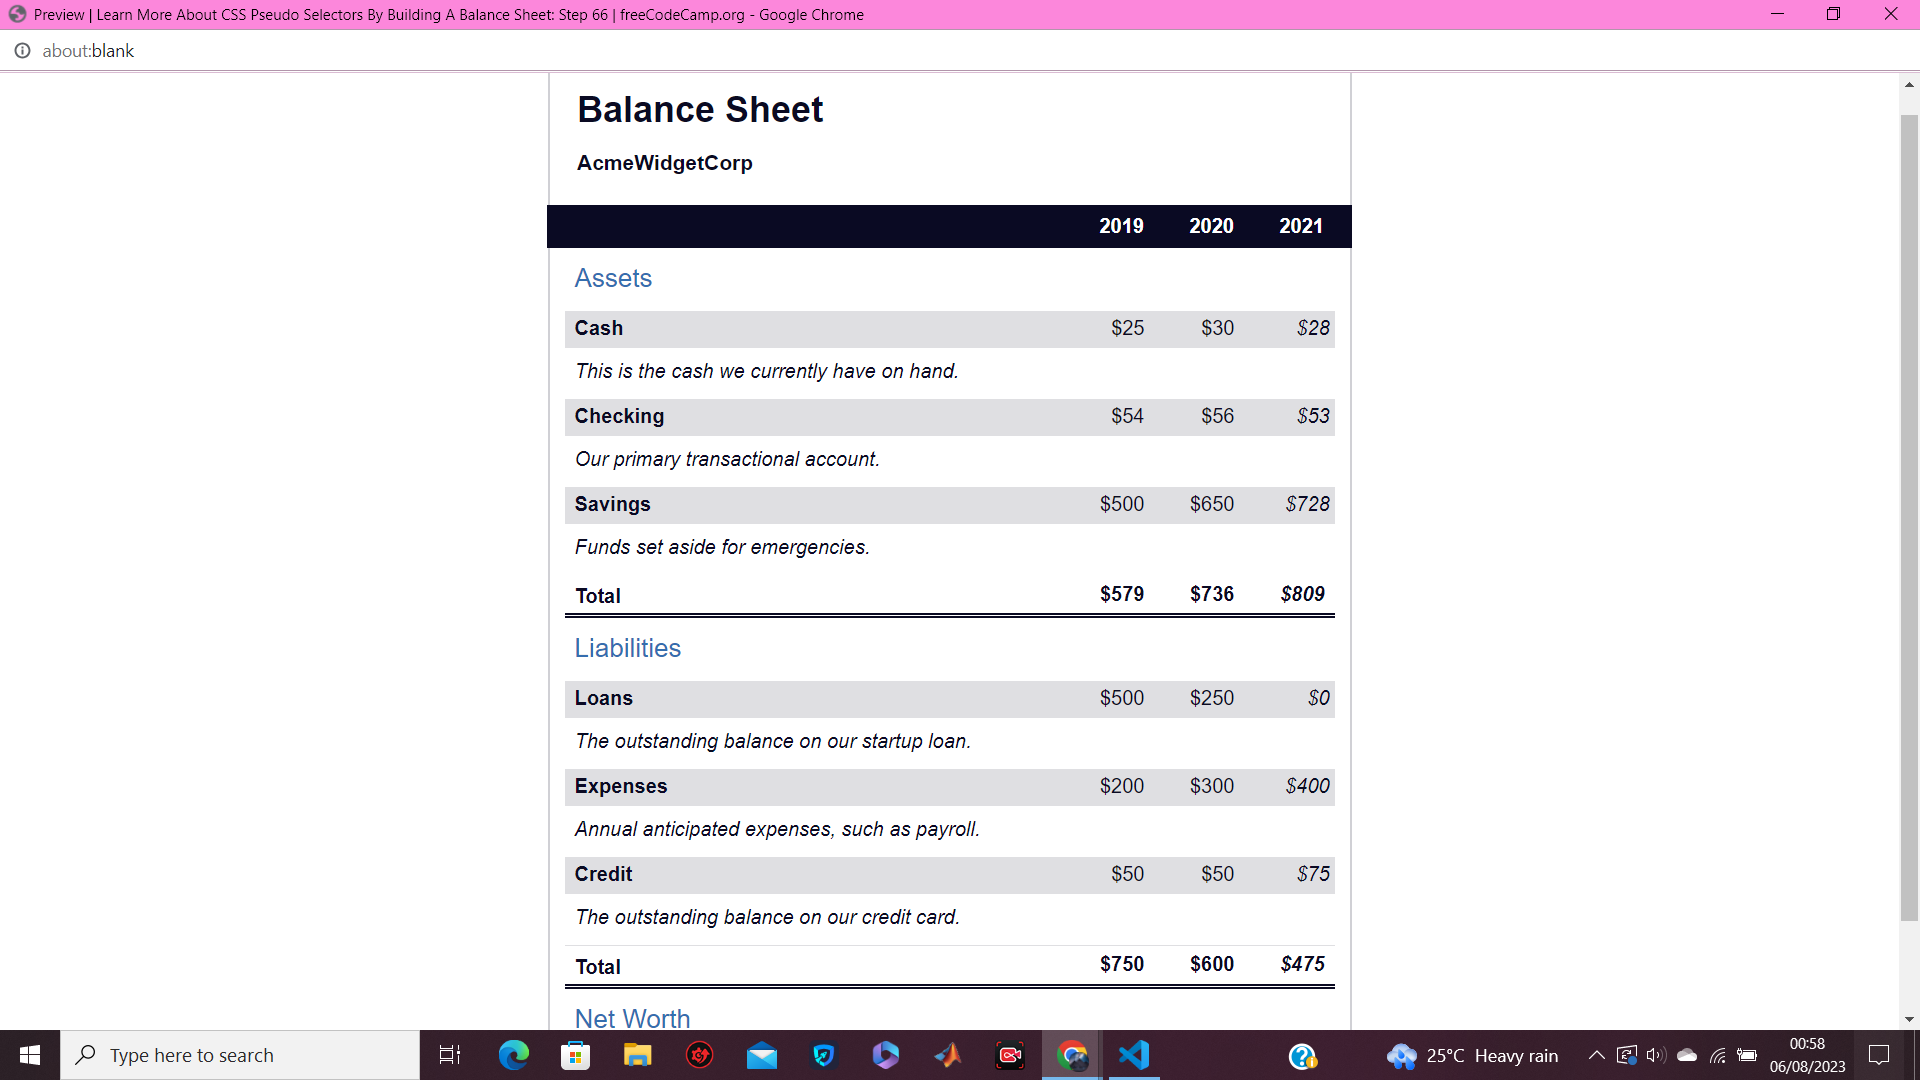 Preview | Learn More About CSS Pseudo Selectors By Building A Balance Sheet: Step 66 | freeCodeCamp.org - Google Chrome
about:blank
Balance Sheet
AcmeWidgetCorp
2019 2020 2021
Assets
Cash $25 $30 $28
This is the cash we currently have on hand.
Checking $54 $56 $53
Our primary transactional account.
Savings $500 $650 $728
Funds set aside for emergencies.
Total $579 $736 $809
Liabilities
Loans $500 $250 $0
The outstanding balance on our startup loan.
Expenses $200 $300 $400
Annual anticipated expenses, such as payroll.
Credit $50 $50 $75
The outstanding balance on our credit card.
Total $750 $600 $475
Net Worth
Type here to search
25°C Heavy rain
00:58
06/08/2023